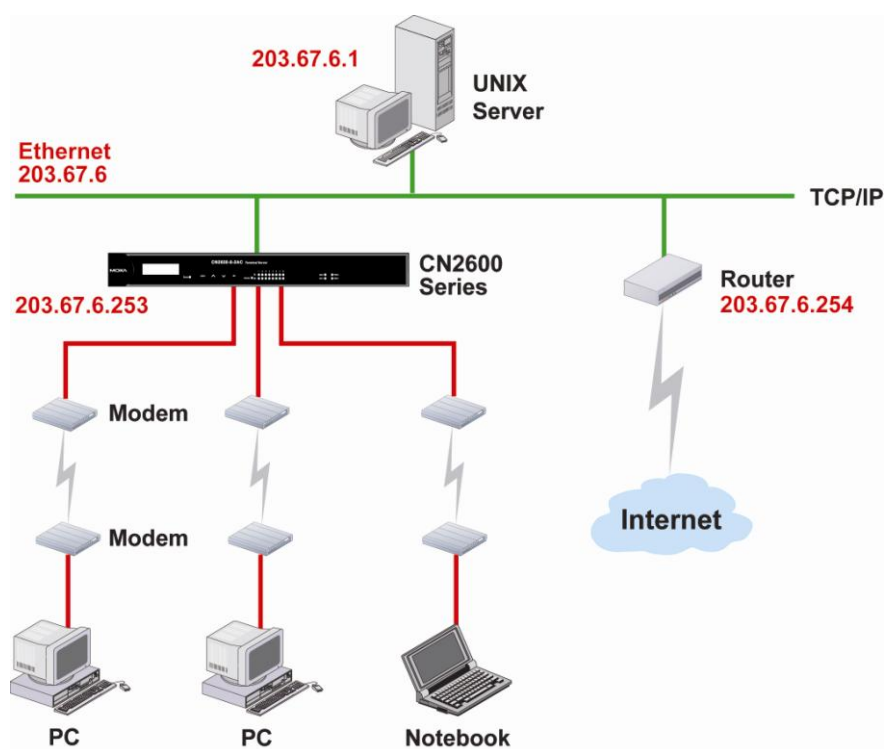 203.67.6.1
UNIX
Server
Ethernet
203.67.6
TCP/IP
MOXA
CN2600
Series
203.67.6.253
Router
203.67.6.254
Modem
Modem
Internet
PC
PC
Notebook